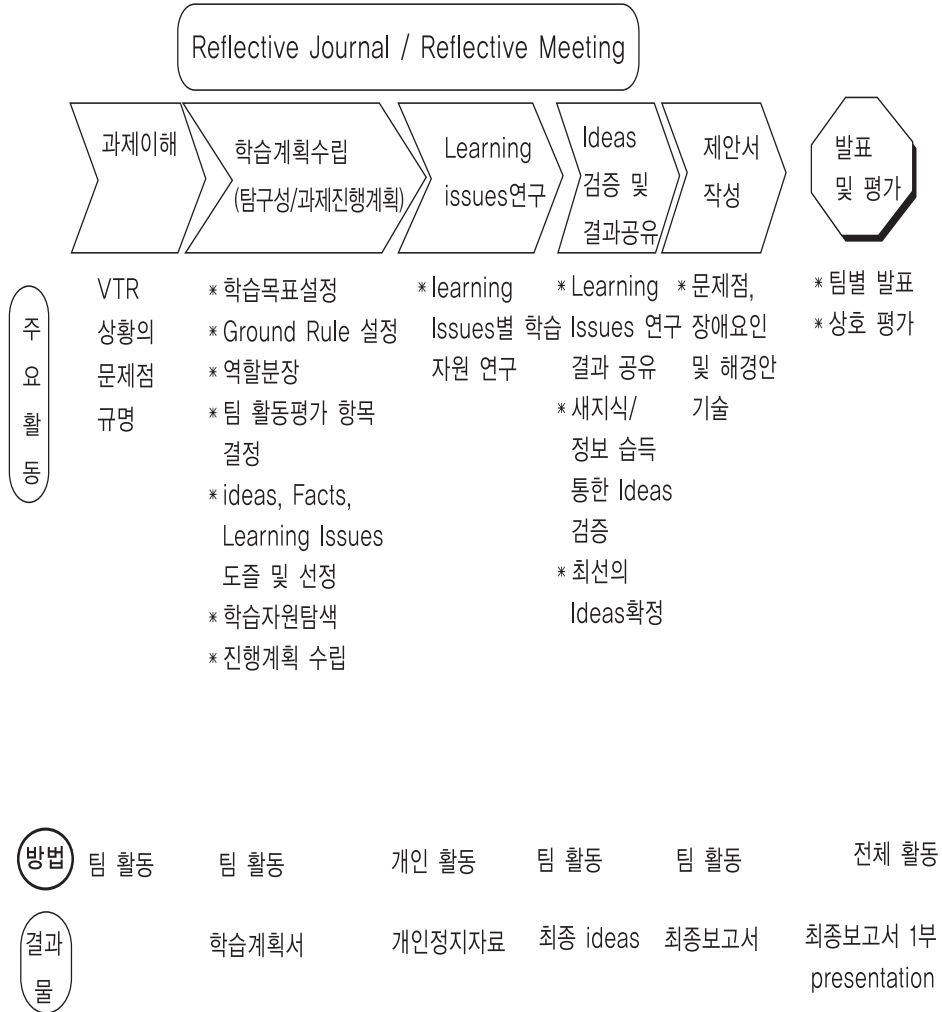 Reflective Journal / Reflective Meeting
과제이해
학습계획수립
(탐구성/과제진행계획)
Learning
issues연구
Ideas
검증 및
결과공유
제안서
작성
발표
및 평가
주
요
활
동
VTR
상황의
문제점
규명
* 학습목표설정
* Ground Rule 설정
* 역할분장
* 팀 활동평가 항목
결정
* ideas, Facts,
Learning Issues
도즐 및 선정
* 학습자원탐색
* 진행계획 수립
* learning
Issues별 학습
자원 연구
* Learning
Issues 연구
결과 공유
* 새지식/
정보 습득
통한 Ideas
검증
* 최선의
Ideas확정
* 문제점,
장애요인
및 해경안
기술
* 팀별 발표
* 상호 평가
방법
팀 활동
팀 활동
개인 활동
팀 활동
팀 활동
전체 활동
결과
물
학습계획서
개인정지자료
최종 ideas
최종보고서
최종보고서 1부
presentation